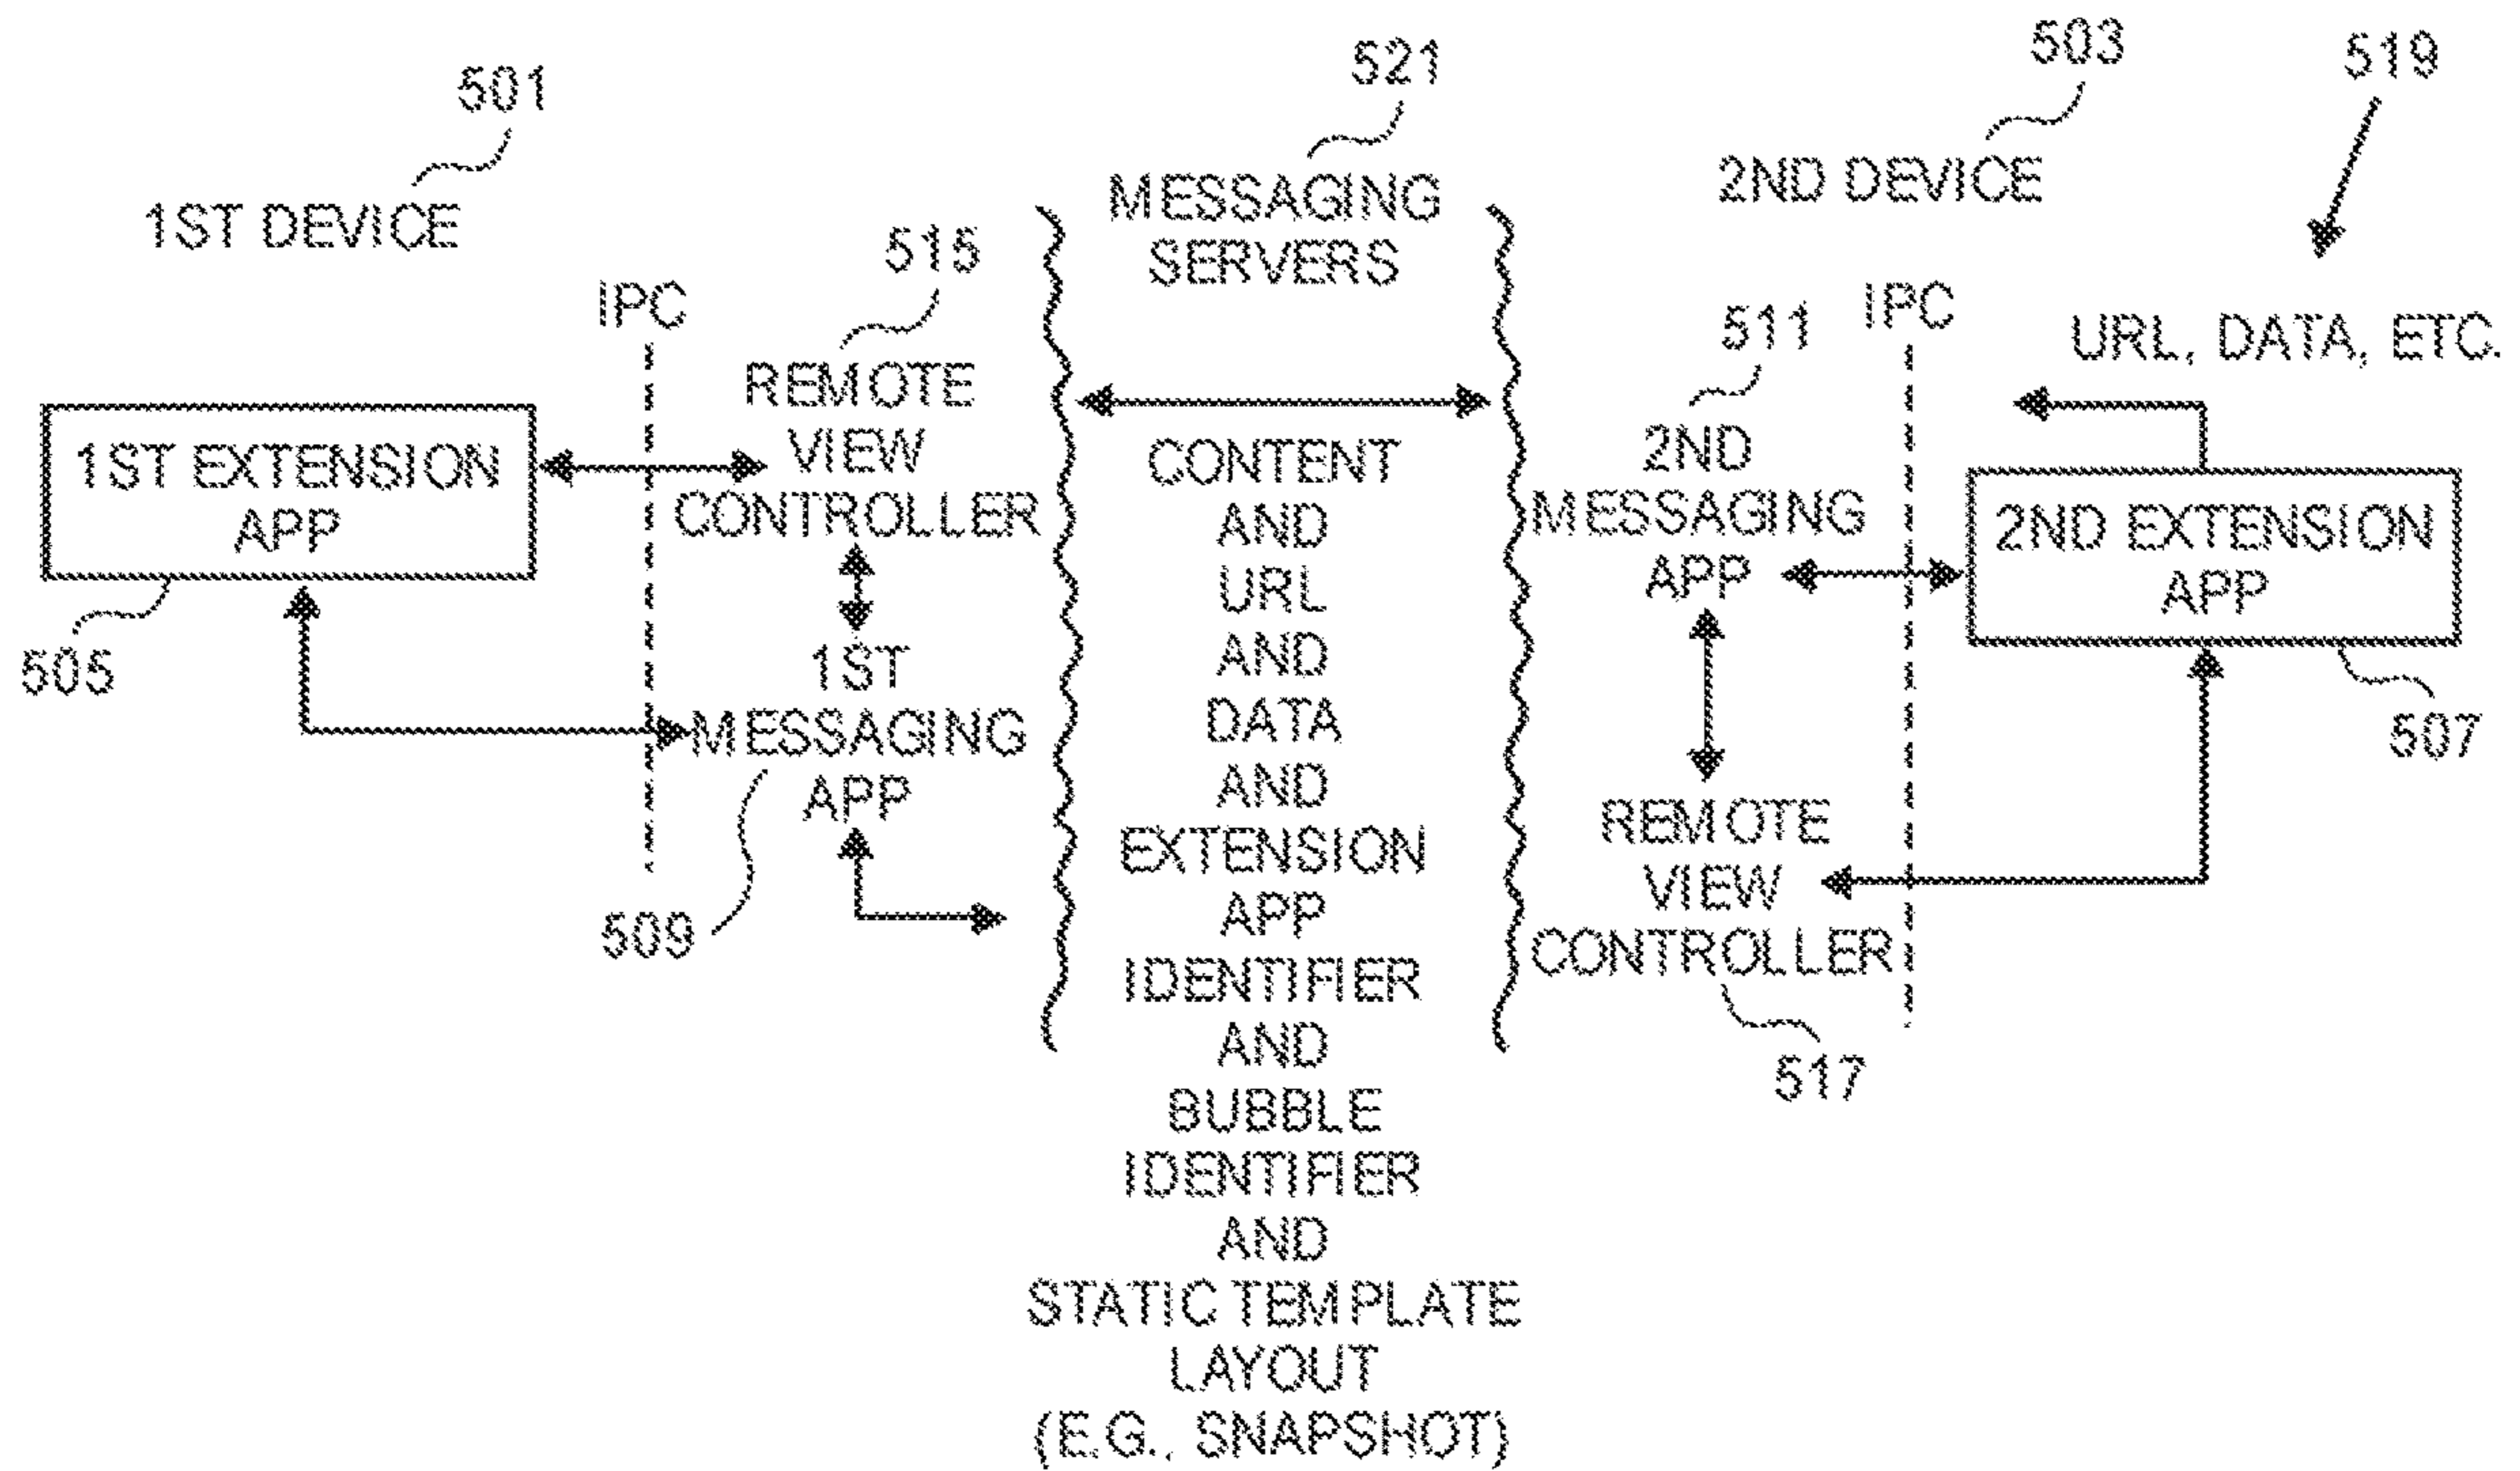 501
1ST DEVICE
IPC
515
REMOTE
VIEW
CONTROLLER
1ST EXTENSION
APP
505
1ST
MESSAGING
APP
509
521
MESSAGING
SERVERS
CONTENT
AND
URL
AND
DATA
AND
EXTENSION
APP
IDENTIFIER
AND
BUBBLE
IDENTIFIER
AND
STATIC TEMPLATE
LAYOUT
(E.G., SNAPSHOT)
503
2ND DEVICE
519
511
IPC
URL, DATA, ETC.
2ND
MESSAGING
APP
2ND EXTENSION
APP
507
REMOTE
VIEW
CONTROLLER
517